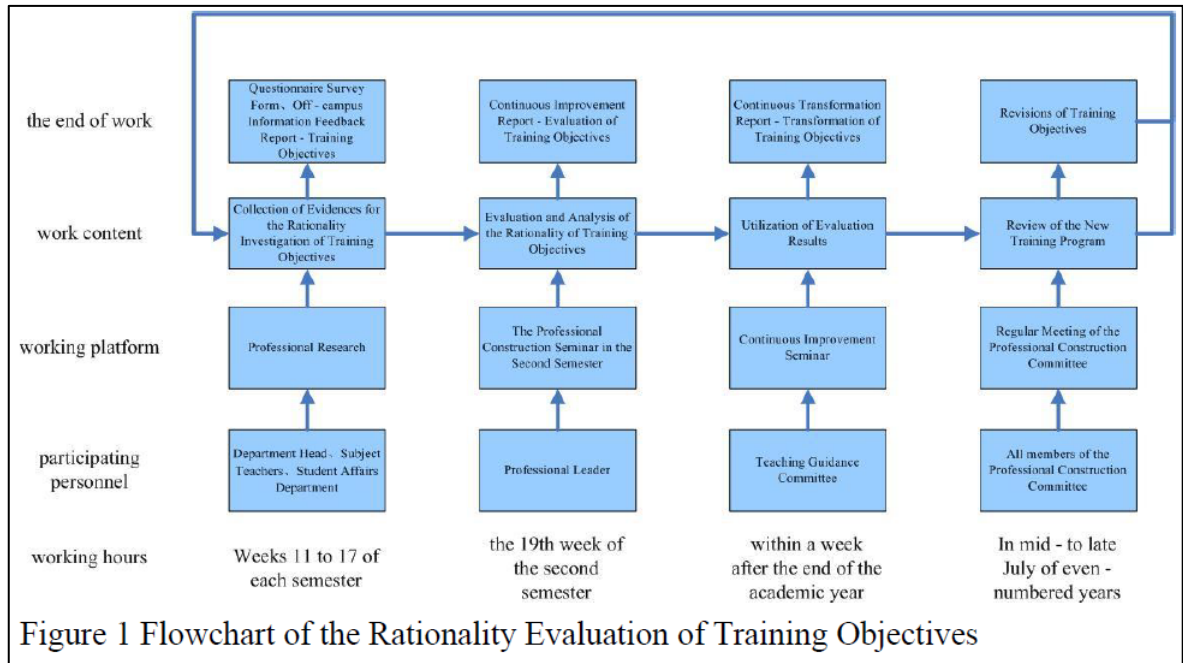 the end of work
Questionnaire Survey
Form、Off - campus
Information Feedback
Report - Training
Objectives
Continuous Improvement
Report - Evaluation of
Training Objectives
Continuous Transformation
Report - Transformation of
Training Objectives
Revisions of Training
Objectives
work content
Collection of Evidences for
the Rationality
Investigation of Training
Objectives
Evaluation and Analysis of
the Rationality of Training
Objectives
Utilization of Evaluation
Results
Review of the New
Training Program
working platform
Professional Research
The Professional
Construction Seminar in the
Second Semester
Continuous Improvement
Seminar
Regular Meeting of the
Professional Construction
Committee
participating
personnel
Department Head、Subject
Teachers、Student Affairs
Department
Professional Leader
Teaching Guidance
Committee
All members of the
Professional Construction
Committee
working hours
Weeks 11 to 17 of
each semester
the 19th week of
the second
semester
within a week
after the end of the
academic year
In mid - to late
July of even -
numbered years
Figure 1 Flowchart of the Rationality Evaluation of Training Objectives